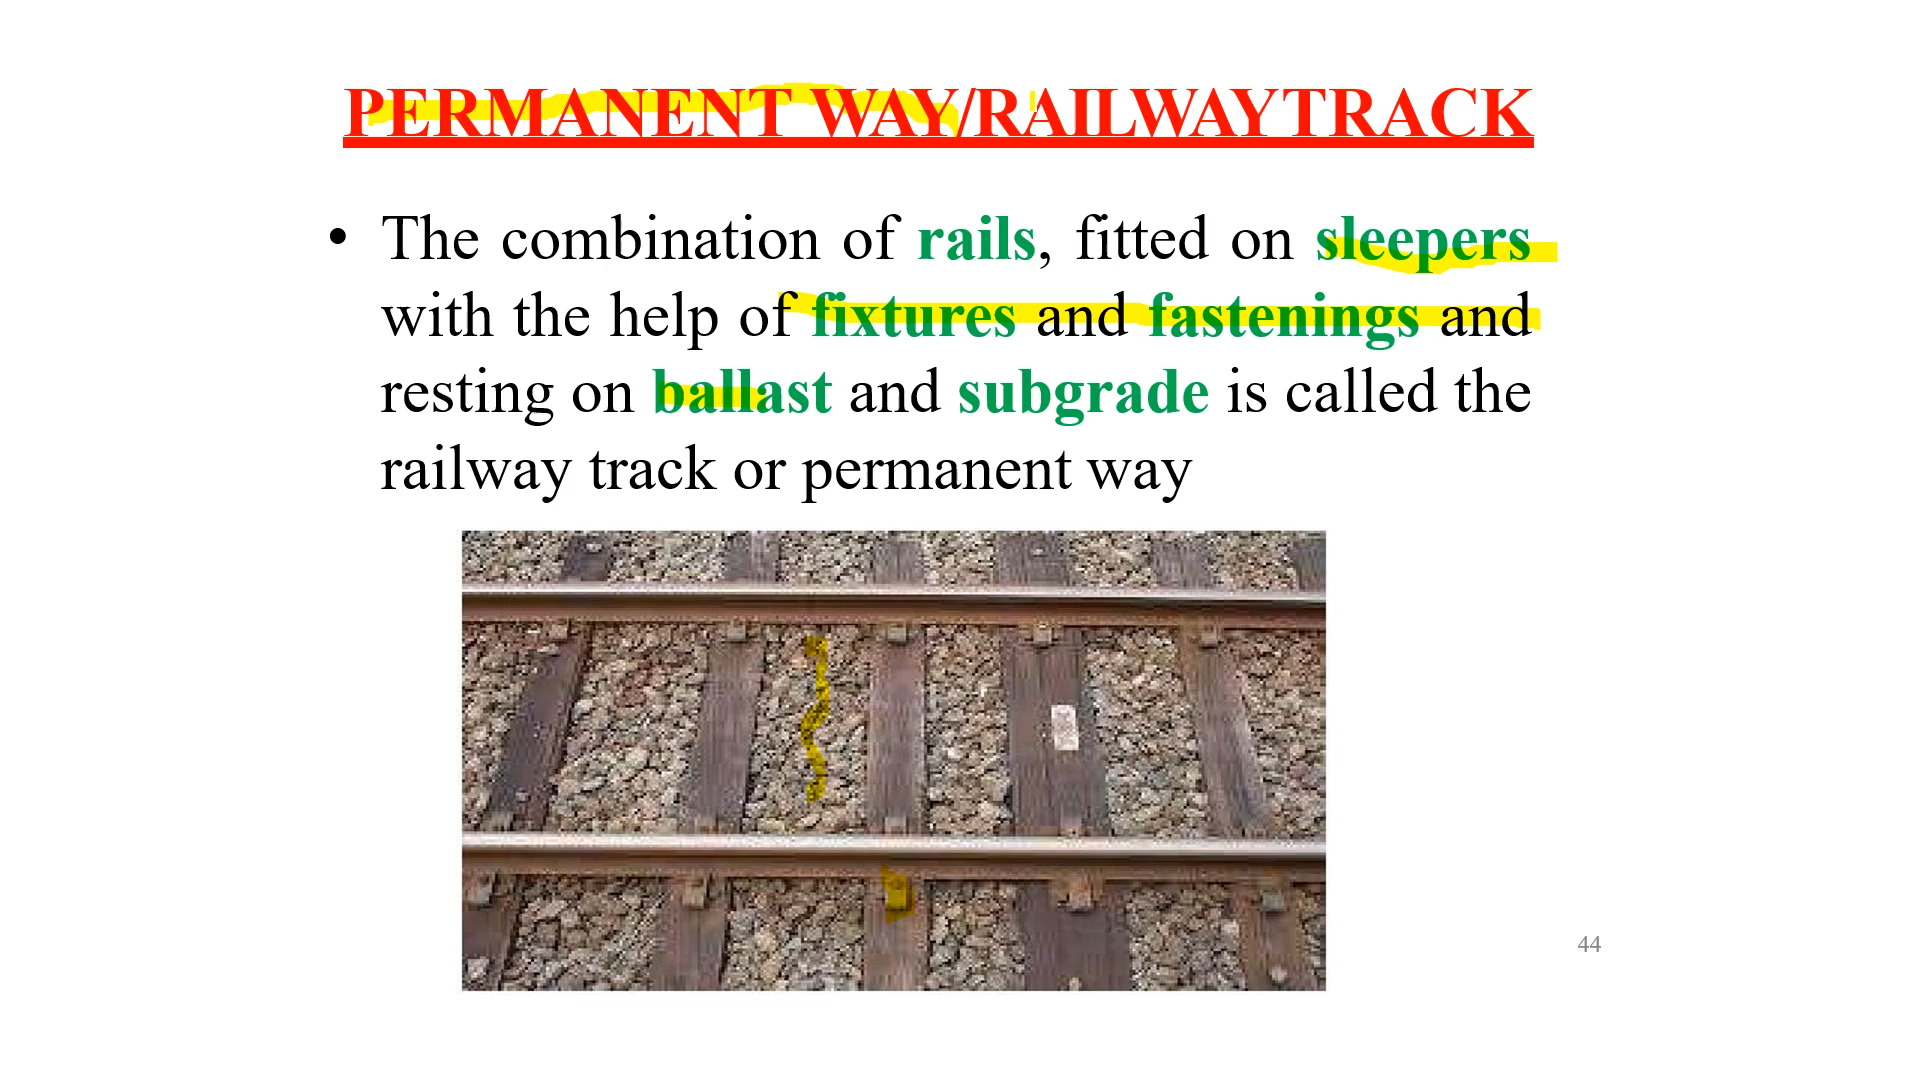 PERMANENT WAY/RAILWAYTRACK
• The combination of rails, fitted on sleepers
with the help of fixtures and fastenings and
resting on ballast and subgrade is called the
railway track or permanent way
44